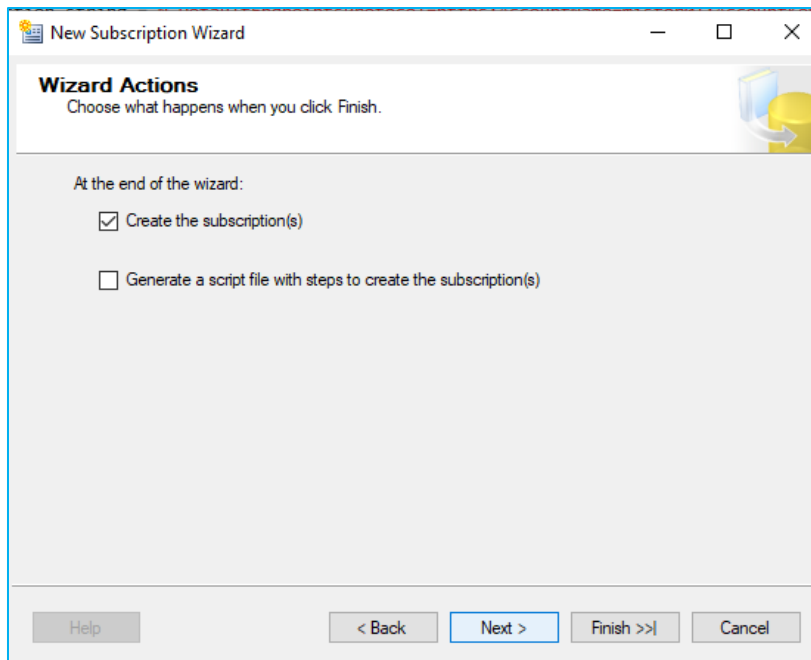 New Subscription Wizard
Wizard Actions
Choose what happens when you click Finish.
At the end of the wizard:
Create the subscription(s)
Generate a script file with steps to create the subscription(s)
Help
< Back
Next >
Finish >>|
Cancel